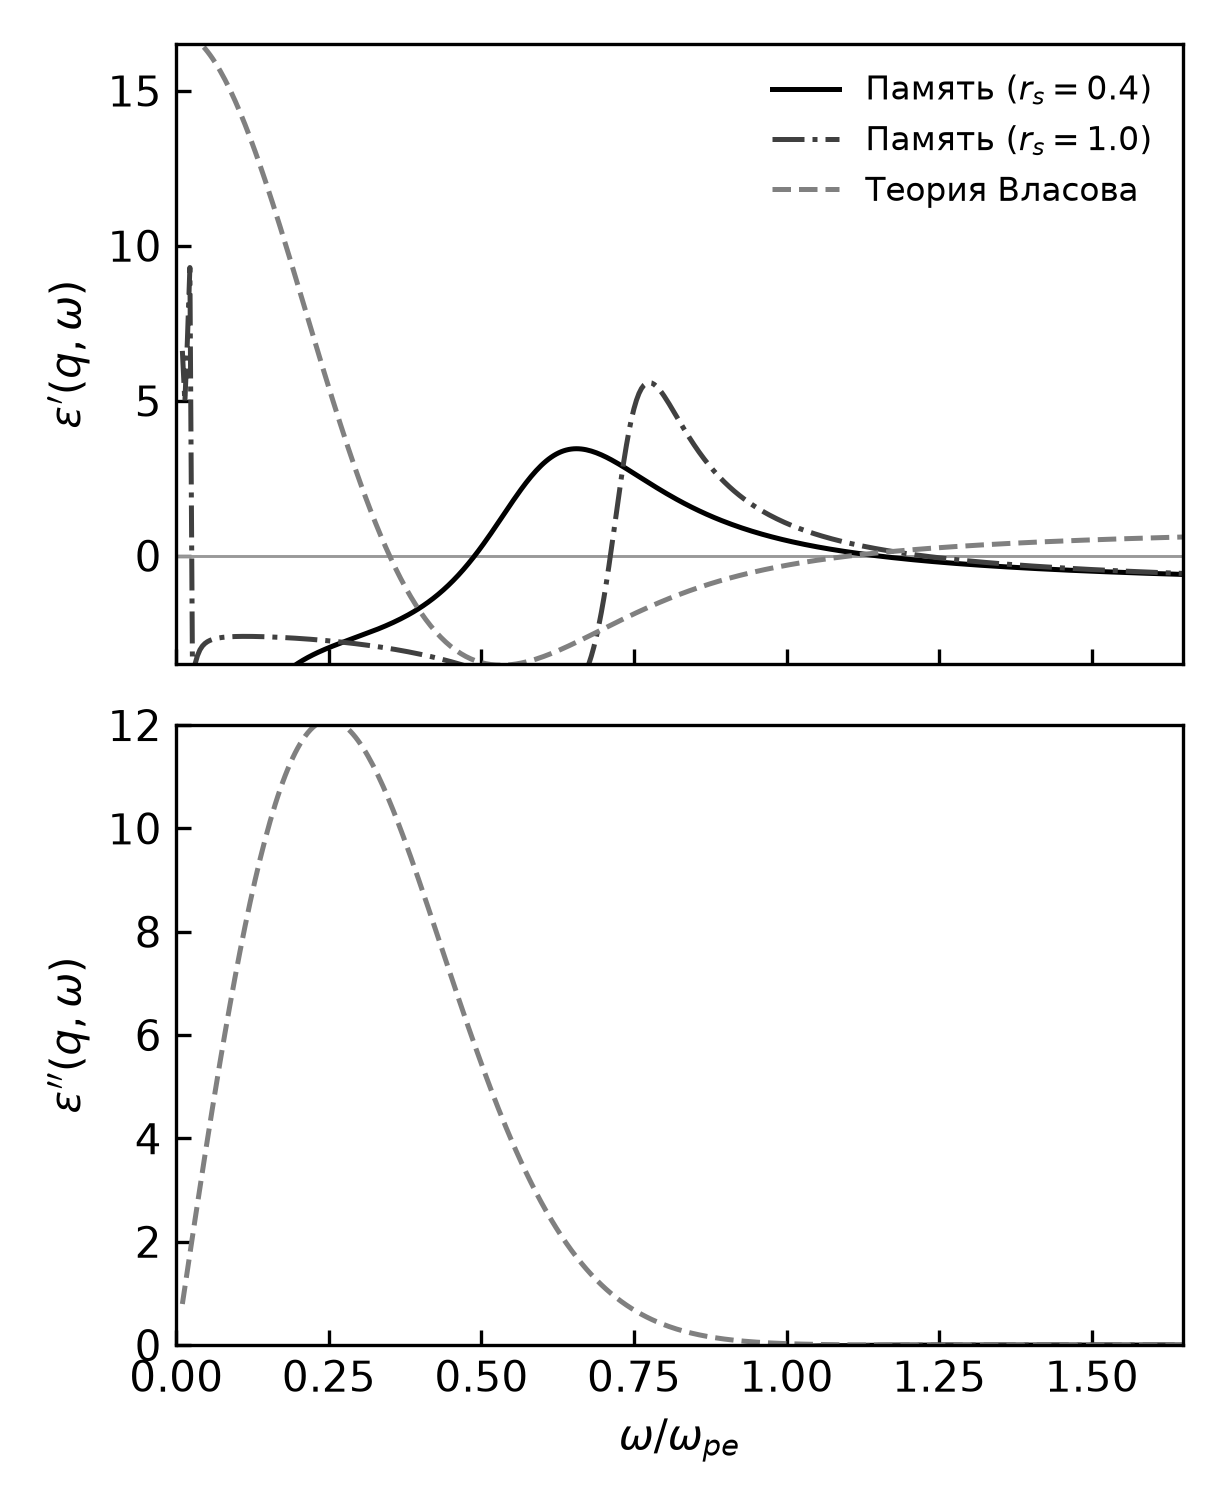 15
10
5
0
ε′(q, ω)
Память (r_s = 0.4)
Память (r_s = 1.0)
Теория Власова
12
10
8
6
4
2
0
ε″(q, ω)
0.00 0.25 0.50 0.75 1.00 1.25 1.50
ω/ω_pe